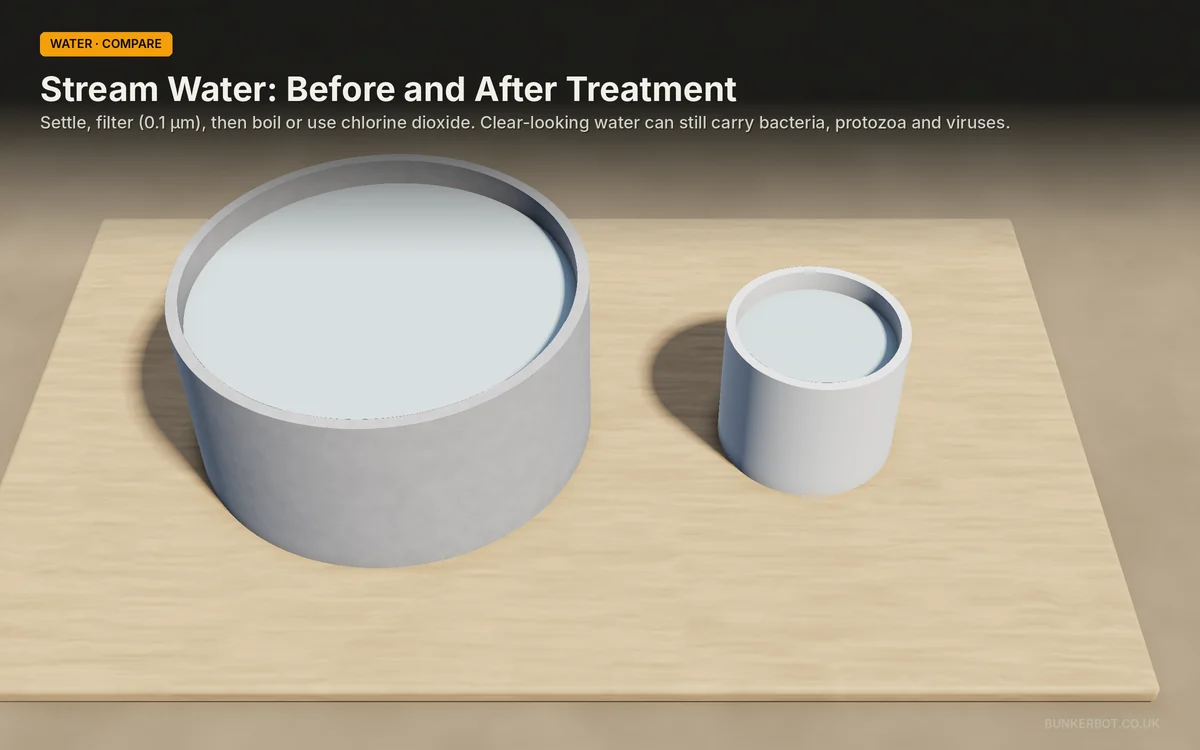 WATER · COMPARE
Stream Water: Before and After Treatment
Settle, filter (0.1 µm), then boil or use chlorine dioxide. Clear-looking water can still carry bacteria, protozoa and viruses.
BUNKERBOT.CO.UK